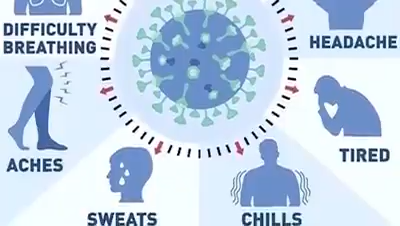 DIFFICULTY
BREATHING
HEADACHE
ACHES
TIRED
SWEATS
CHILLS